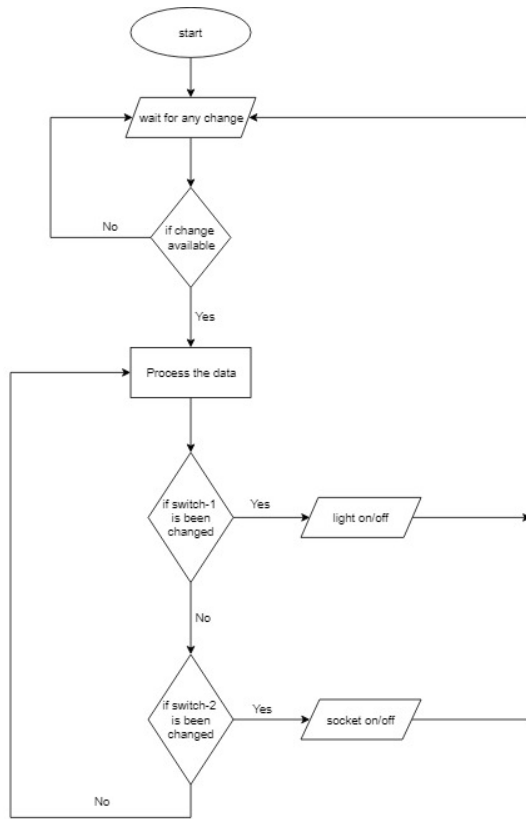 start
wait for any change
No
if change
available
Yes
Process the data
if switch-1
is been
changed
Yes
light on/off
No
if switch-2
is been
changed
Yes
socket on/off
No